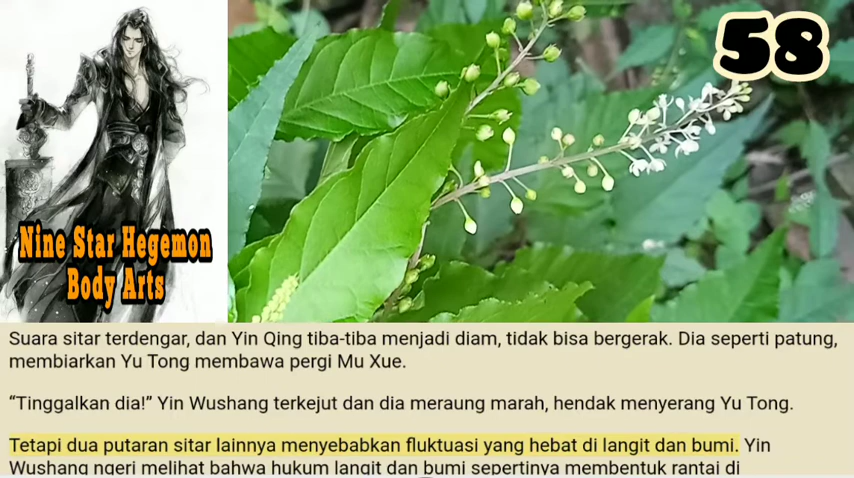 58
Nine Star Hegemon
Body Arts
Suara sitar terdengar, dan Yin Qing tiba-tiba menjadi diam, tidak bisa bergerak. Dia seperti patung,
membiarkan Yu Tong membawa pergi Mu Xue.
“Tinggalkan dia!” Yin Wushang terkejut dan dia meraung marah, hendak menyerang Yu Tong.
Tetapi dua putaran sitar lainnya menyebabkan fluktuasi yang hebat di langit dan bumi. Yin
Wushang ngeri melihat bahwa hukum langit dan bumi sepertinya membentuk rantai di